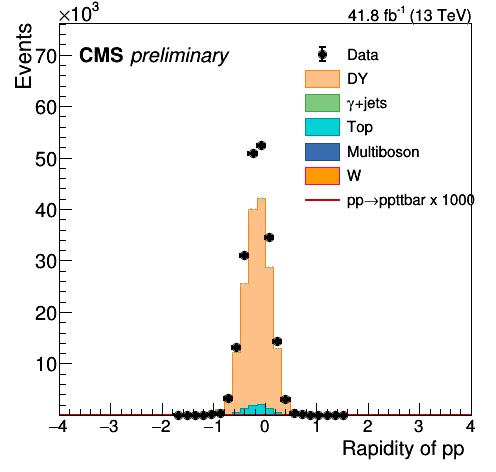 ×10³
41.8 fb⁻¹ (13 TeV)
Events
CMS preliminary
Data
DY
γ+jets
Top
Multiboson
W
pp→ppttbar x 1000
70
60
50
40
30
20
10
−4 −3 −2 −1 0 1 2 3 4
Rapidity of pp